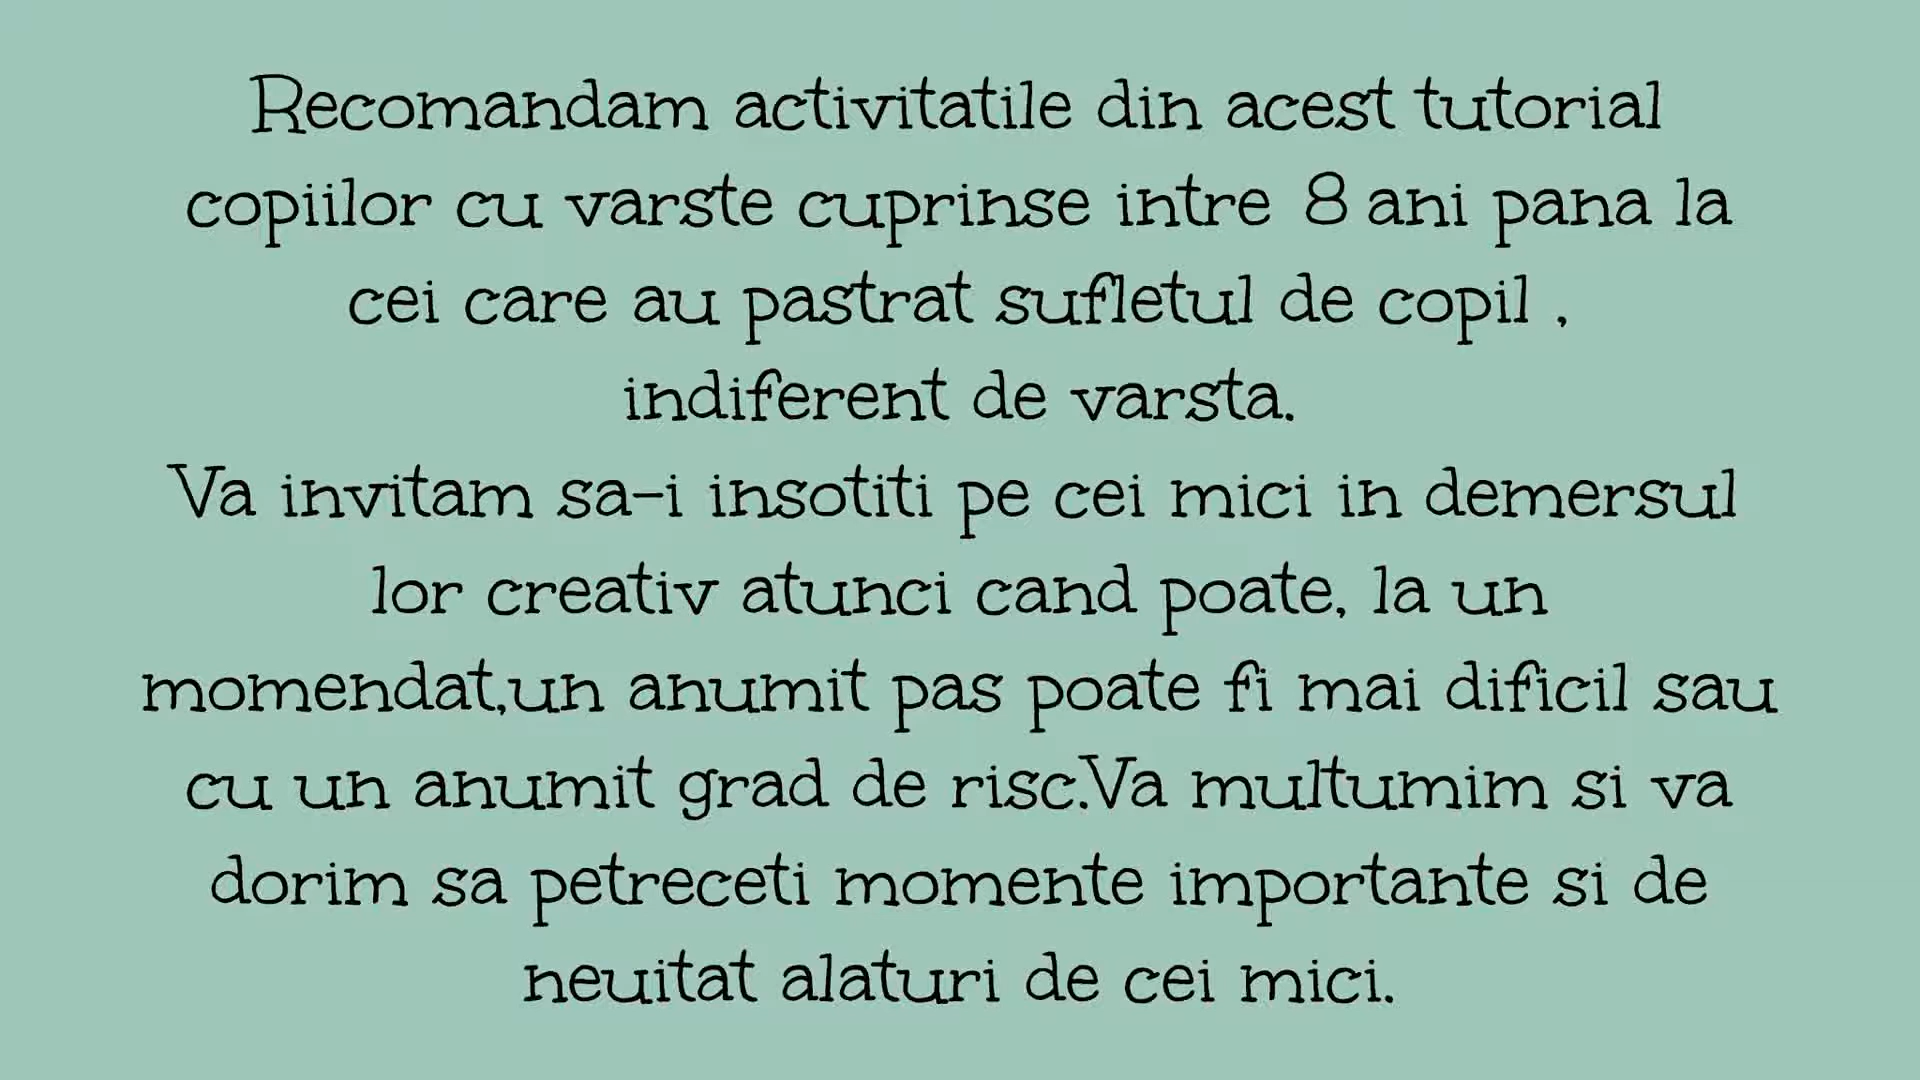 Recomandam activitatile din acest tutorial
copiilor cu varste cuprinse intre 8 ani pana la
cei care au pastrat sufletul de copil ,
indiferent de varsta.
Va invitam sa-i insotiti pe cei mici in demersul
lor creativ atunci cand poate, la un
momendat,un anumit pas poate fi mai dificil sau
cu un anumit grad de risc.Va multumim si va
dorim sa petreceti momente importante si de
neuitat alaturi de cei mici.